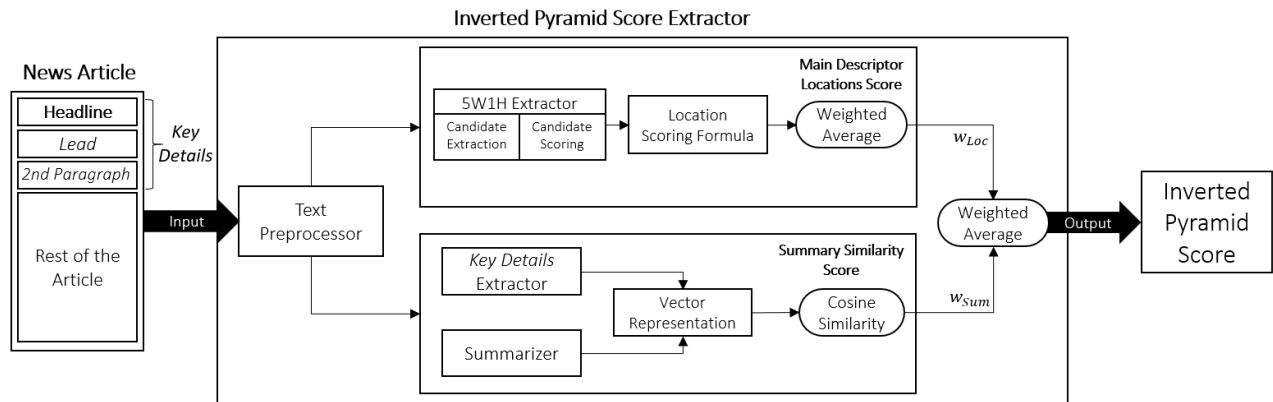 Inverted Pyramid Score Extractor
News Article
Headline
Lead
2nd Paragraph
Rest of the
Article
Key
Details
Input
Text
Preprocessor
Main Descriptor
Locations Score
5W1H Extractor
Candidate
Extraction
Candidate
Scoring
Location
Scoring Formula
Weighted
Average
w_Loc
Summary Similarity
Score
Key Details
Extractor
Summarizer
Vector
Representation
Cosine
Similarity
w_Sum
Weighted
Average
Output
Inverted
Pyramid
Score